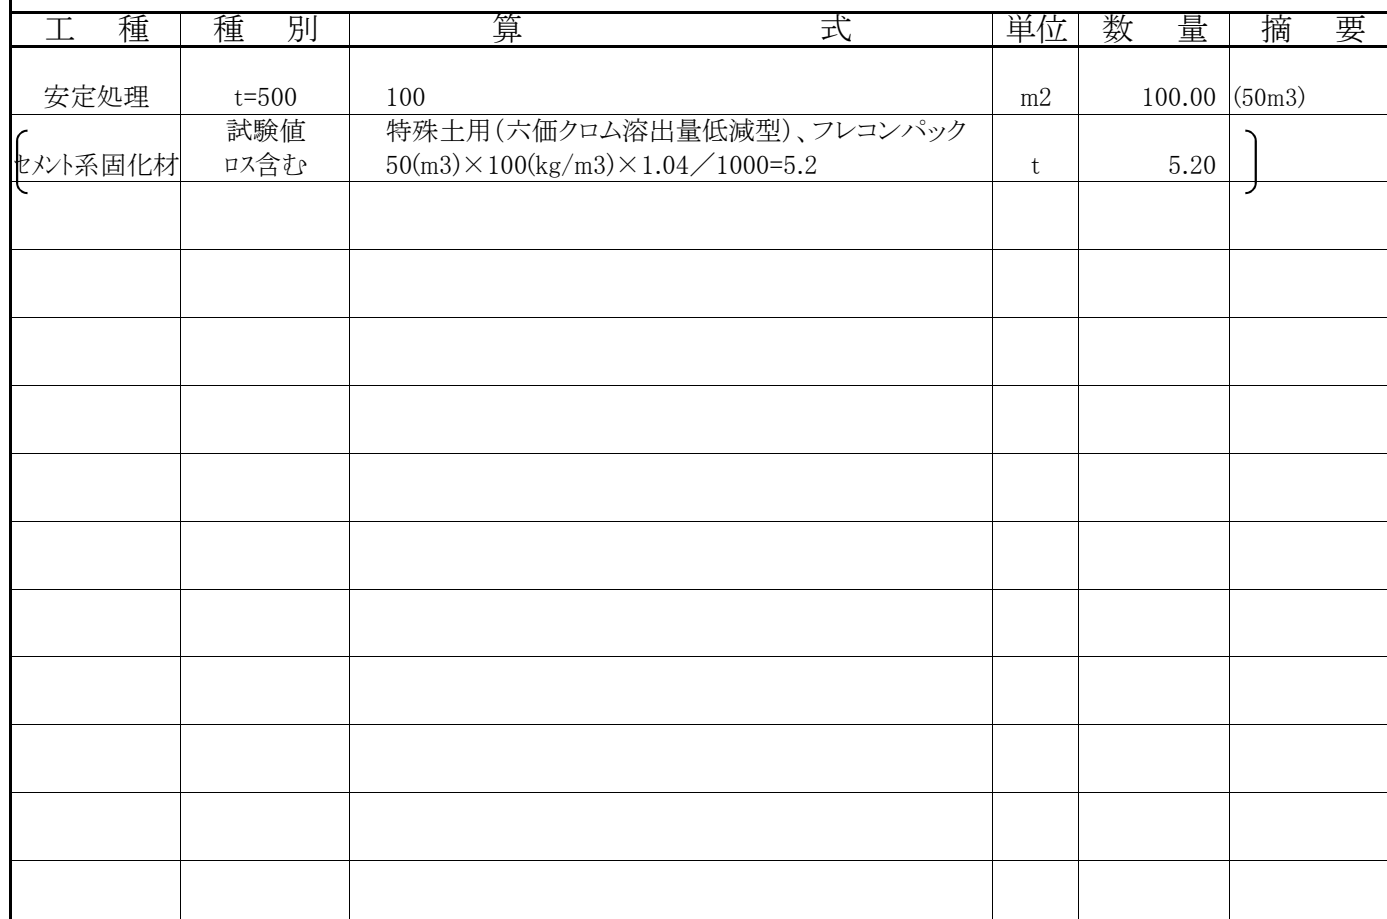 工 種 種 別 算 式 単位 数 量 摘 要
安定処理 t=500 100 m2 100.00 (50m3)
試験値 特殊土用(六価クロム溶出量低減型)、フレコンパック
セメント系固化材 ロス含む 50(m3)×100(kg/m3)×1.04/1000=5.2 t 5.20